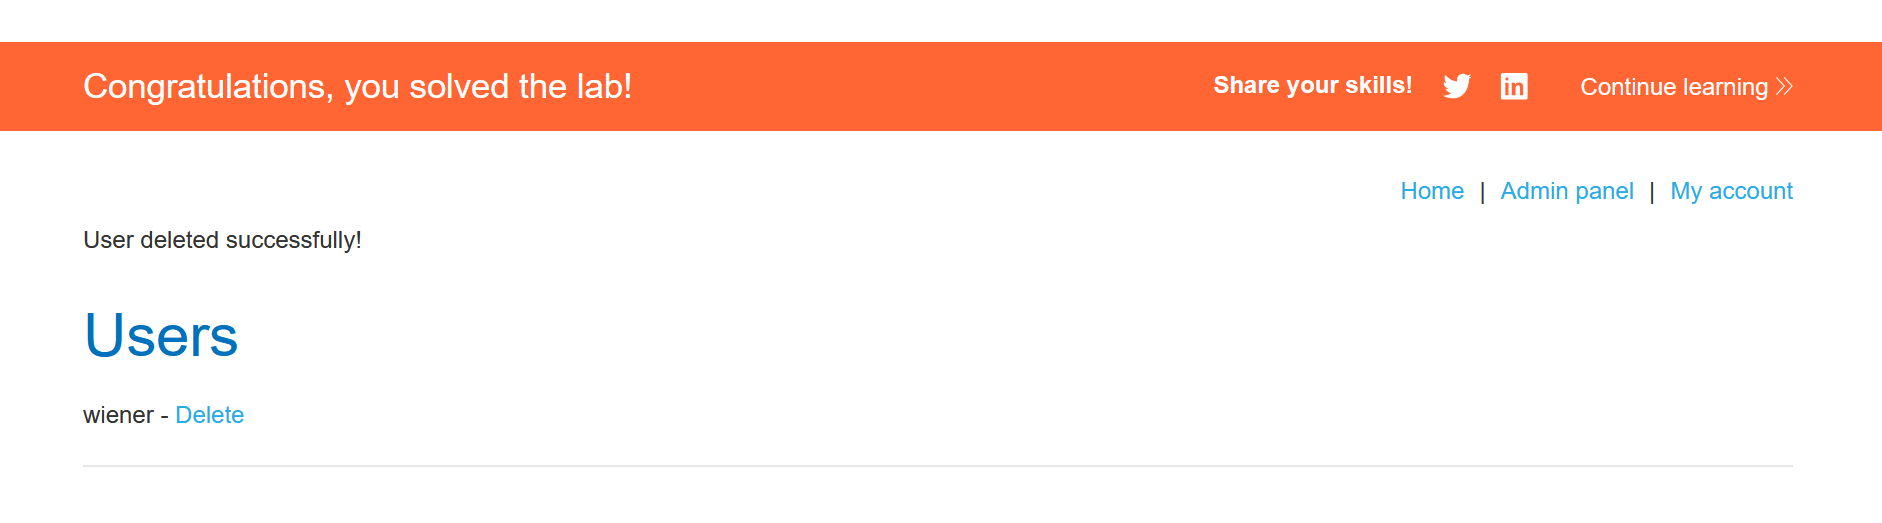 Congratulations, you solved the lab!
Share your skills!
Continue learning
Home | Admin panel | My account
User deleted successfully!
Users
wiener - Delete